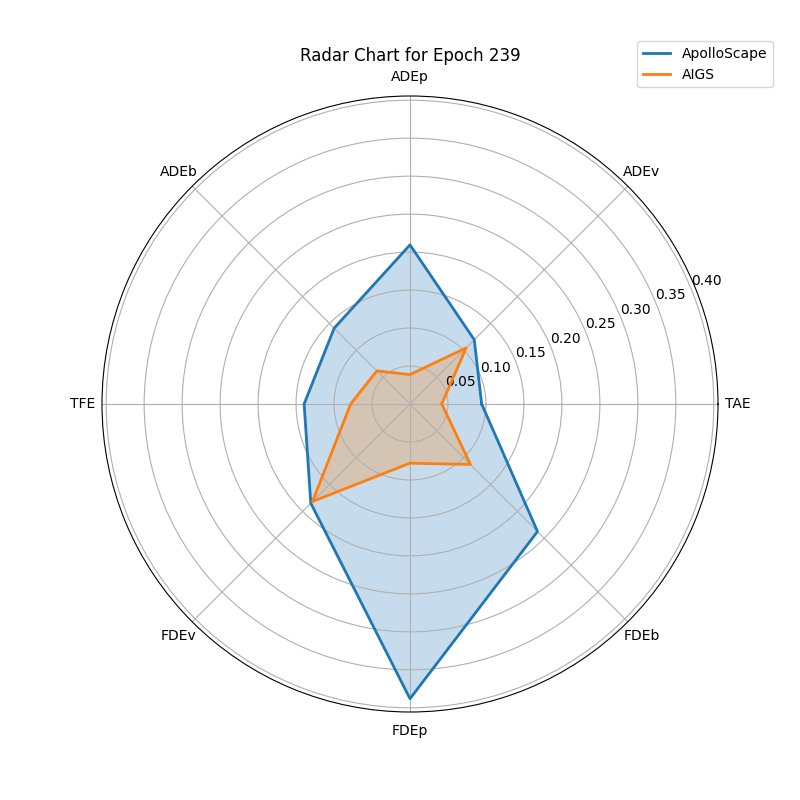 Radar Chart for Epoch 239
ApolloScape
AIGS
ADEp
ADEb
ADEv
0.40
0.35
0.30
0.25
0.20
0.15
0.10
0.05
TFE
TAE
FDEv
FDEb
FDEp